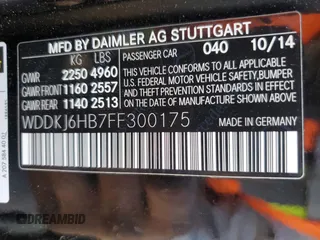 MFD BY DAIMLER AG STUTTGART
KG LBS
PASSENGER CAR 040 10/14
GVWR 2250 4960
GAWR FRONT 1160 2557
GAWR REAR 1140 2513
THIS VEHICLE CONFORMS TO ALL APPLICABLE
U.S. FEDERAL MOTOR VEHICLE SAFETY, BUMPER,
AND THEFT PREVENTION STANDARDS IN EFFECT ON
THE DATE OF MANUFACTURE SHOWN ABOVE.
WDDKJ6HB7FF300175
MADE IN GERMANY
DREAMBID